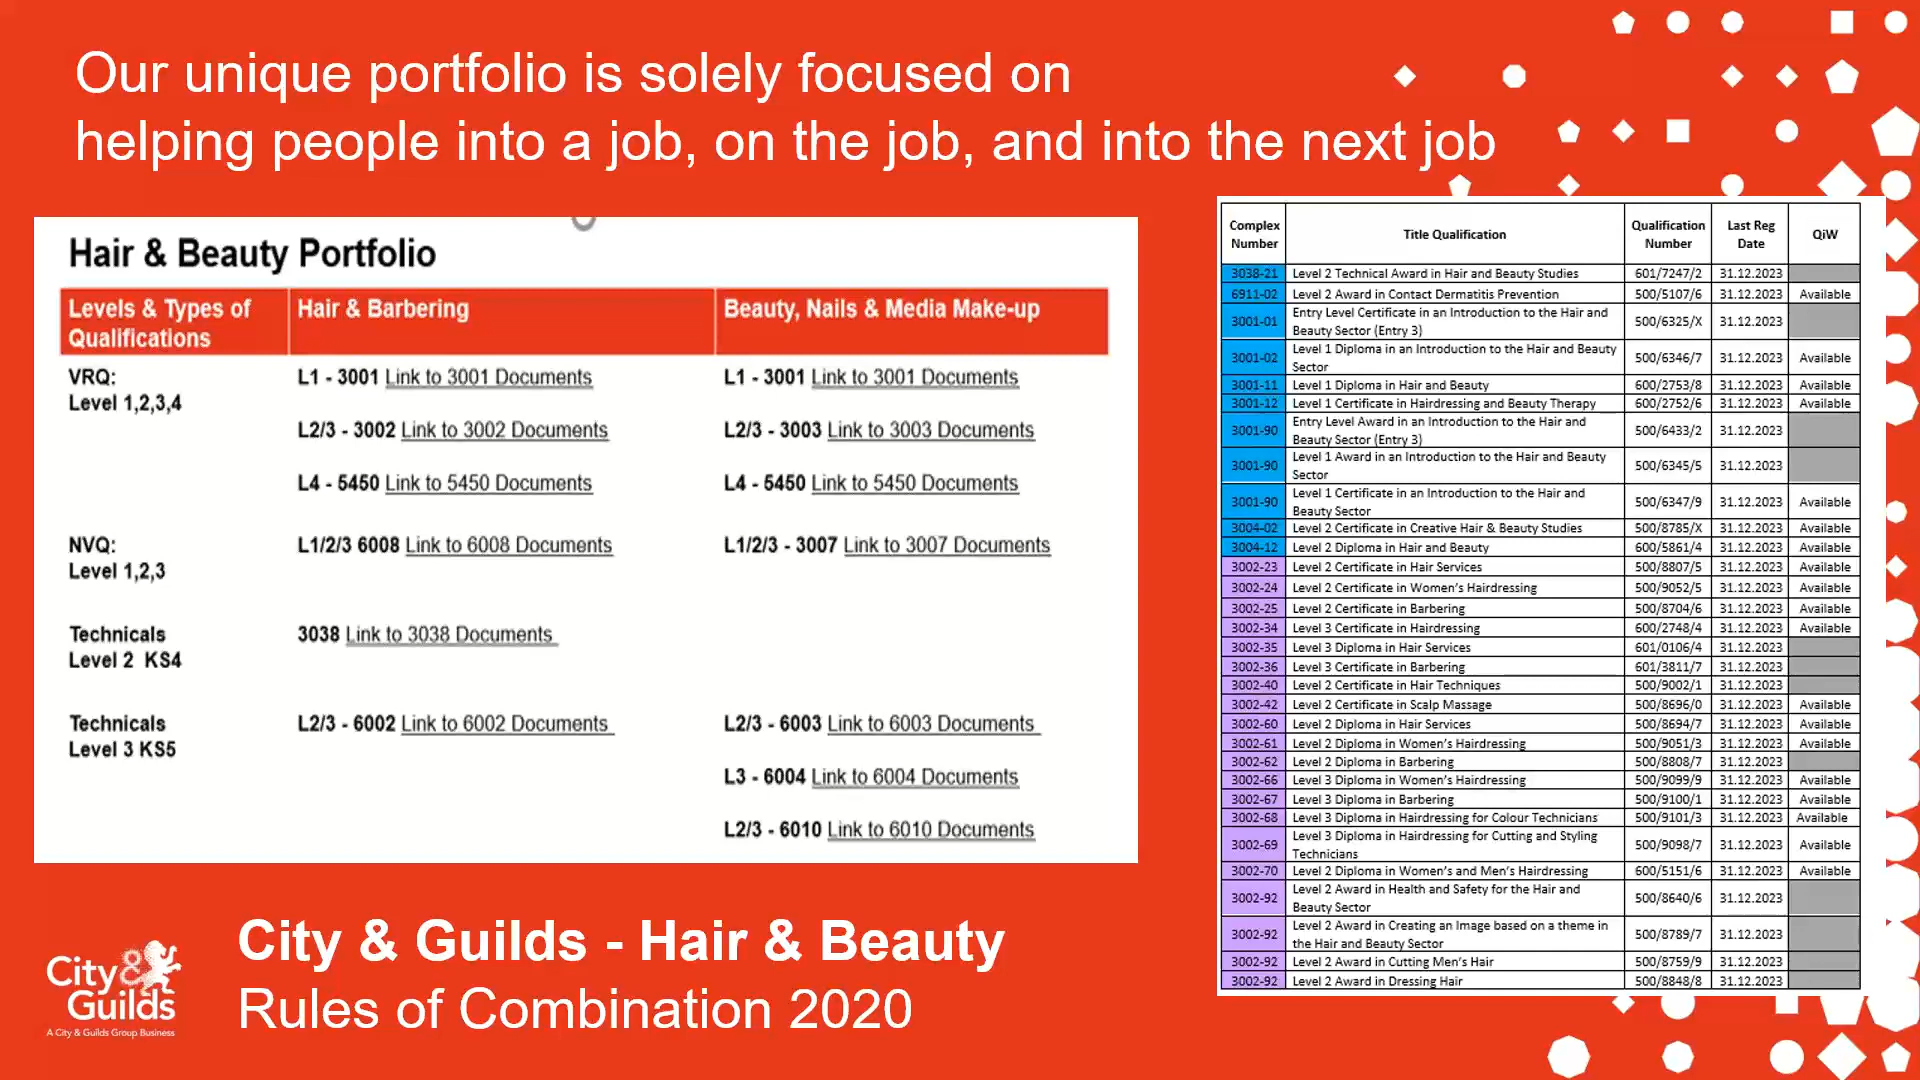 Our unique portfolio is solely focused on
helping people into a job, on the job, and into the next job
Hair & Beauty Portfolio
Levels & Types of Qualifications | Hair & Barbering | Beauty, Nails & Media Make-up
VRQ:
Level 1,2,3,4
L1 - 3001 Link to 3001 Documents
L1 - 3001 Link to 3001 Documents
L2/3 - 3002 Link to 3002 Documents
L2/3 - 3003 Link to 3003 Documents
L4 - 5450 Link to 5450 Documents
L4 - 5450 Link to 5450 Documents
NVQ:
Level 1,2,3
L1/2/3 6008 Link to 6008 Documents
L1/2/3 - 3007 Link to 3007 Documents
Technicals
Level 2 KS4
3038 Link to 3038 Documents
Technicals
Level 3 KS5
L2/3 - 6002 Link to 6002 Documents
L2/3 - 6003 Link to 6003 Documents
L3 - 6004 Link to 6004 Documents
L2/3 - 6010 Link to 6010 Documents
Complex Number | Title Qualification | Qualification Number | Last Reg Date | QiW
3038-21 Level 2 Technical Award in Hair and Beauty Studies 601/7247/2 31.12.2023
6911-02 Level 2 Award in Contact Dermatitis Prevention 500/5107/6 31.12.2023 Available
3001-01 Entry Level Certificate in an Introduction to the Hair and Beauty Sector (Entry 3) 500/6325/X 31.12.2023
3001-02 Level 1 Diploma in an Introduction to the Hair and Beauty Sector 500/6346/7 31.12.2023 Available
3001-11 Level 1 Diploma in Hair and Beauty 600/2753/8 31.12.2023 Available
3001-12 Level 1 Certificate in Hairdressing and Beauty Therapy 600/2752/6 31.12.2023 Available
3001-90 Entry Level Award in an Introduction to the Hair and Beauty Sector (Entry 3) 500/6433/2 31.12.2023
3001-90 Level 1 Award in an Introduction to the Hair and Beauty Sector 500/6345/5 31.12.2023
3001-90 Level 1 Certificate in an Introduction to the Hair and Beauty Sector 500/6347/9 31.12.2023 Available
3004-02 Level 2 Certificate in Creative Hair & Beauty Studies 500/8785/X 31.12.2023 Available
3004-12 Level 2 Diploma in Hair and Beauty 600/5861/4 31.12.2023 Available
3002-23 Level 2 Certificate in Hair Services 500/8807/5 31.12.2023 Available
3002-24 Level 2 Certificate in Women's Hairdressing 500/9052/5 31.12.2023 Available
3002-25 Level 2 Certificate in Barbering 500/8704/6 31.12.2023 Available
3002-34 Level 3 Certificate in Hairdressing 600/2748/4 31.12.2023 Available
3002-35 Level 3 Diploma in Hair Services 601/0106/4 31.12.2023
3002-36 Level 3 Certificate in Barbering 601/3811/7 31.12.2023
3002-40 Level 2 Certificate in Hair Techniques 500/9002/1 31.12.2023
3002-42 Level 2 Certificate in Scalp Massage 500/8696/0 31.12.2023 Available
3002-60 Level 2 Diploma in Hair Services 500/8694/7 31.12.2023 Available
3002-61 Level 2 Diploma in Women's Hairdressing 500/9051/3 31.12.2023 Available
3002-62 Level 2 Diploma in Barbering 500/8808/7 31.12.2023
3002-66 Level 3 Diploma in Women's Hairdressing 500/9099/9 31.12.2023 Available
3002-67 Level 3 Diploma in Barbering 500/9100/1 31.12.2023 Available
3002-68 Level 3 Diploma in Hairdressing for Colour Technicians 500/9101/3 31.12.2023 Available
3002-69 Level 3 Diploma in Hairdressing for Cutting and Styling Technicians 500/9098/7 31.12.2023 Available
3002-70 Level 2 Diploma in Women's and Men's Hairdressing 600/5151/6 31.12.2023 Available
3002-92 Level 2 Award in Health and Safety for the Hair and Beauty Sector 500/8640/6 31.12.2023
3002-92 Level 2 Award in Creating an Image based on a theme in the Hair and Beauty Sector 500/8789/7 31.12.2023
3002-92 Level 2 Award in Cutting Men's Hair 500/8759/9 31.12.2023
3002-92 Level 2 Award in Dressing Hair 500/8848/8 31.12.2023
City & Guilds - Hair & Beauty
Rules of Combination 2020
City &
Guilds
A City & Guilds Group Business